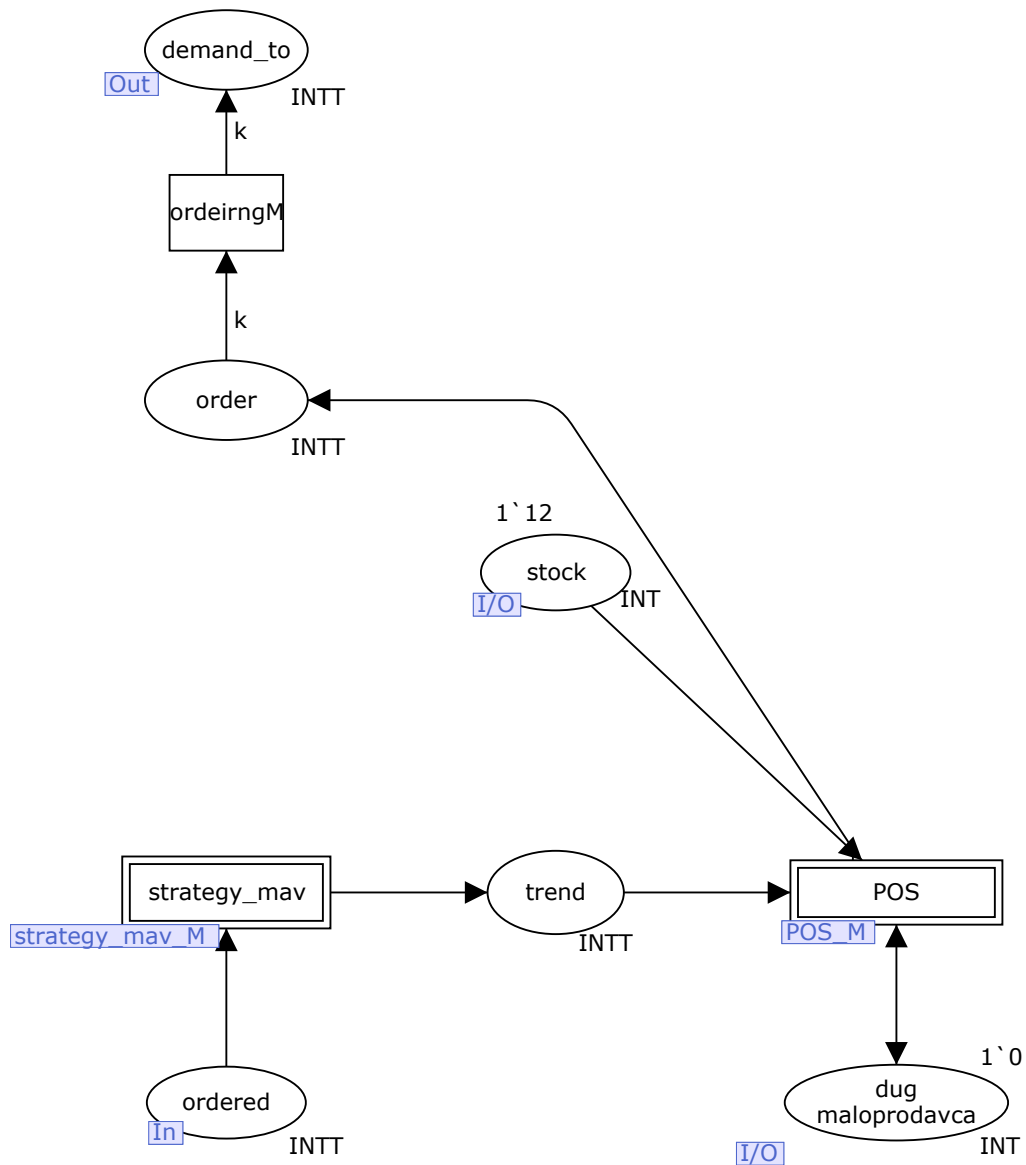 demand_to
Out
INTT
k
ordeirngM
k
order
INTT
1`12
stock
I/O
INT
strategy_mav
strategy_mav_M
trend
INTT
POS
POS_M
1`0
ordered
In
INTT
dug
maloprodavca
INT
I/O